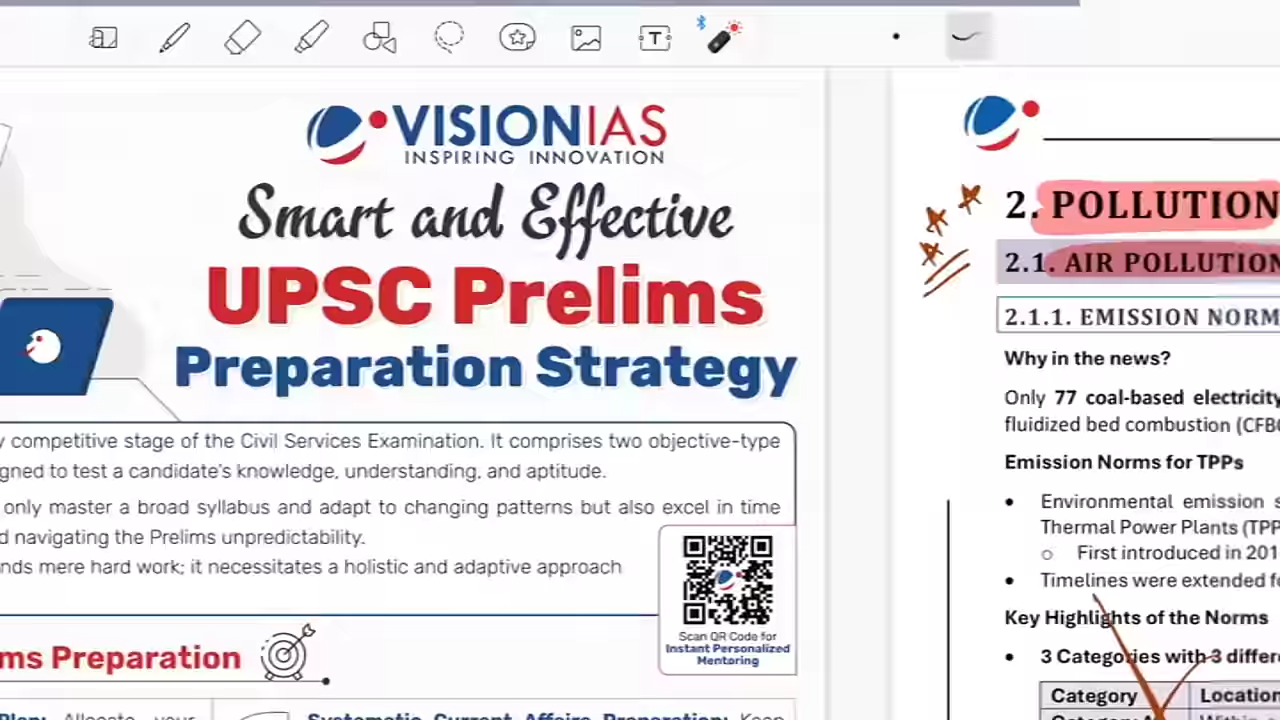 T
VISIONIAS
INSPIRING INNOVATION
Smart and Effective
UPSC Prelims
Preparation Strategy
competitive stage of the Civil Services Examination. It comprises two objective-type
to test a candidate's knowledge, understanding, and aptitude.
only master a broad syllabus and adapt to changing patterns but also excel in time
navigating the Prelims unpredictability.
mere hard work; it necessitates a holistic and adaptive approach
Scan QR Code for
Instant Personalized
Mentoring
Preparation
Allocate your
Systematic Current Affairs Preparation: Keep
2. POLLUTION
2.1. AIR POLLUTION
2.1.1. EMISSION NORM
Why in the news?
Only 77 coal-based electricity
fluidized bed combustion (CFBC
Emission Norms for TPPs
• Environmental emission s
Thermal Power Plants (TPP
o First introduced in 201
• Timelines were extended f
Key Highlights of the Norms
• 3 Categories with 3 differe
Category Location